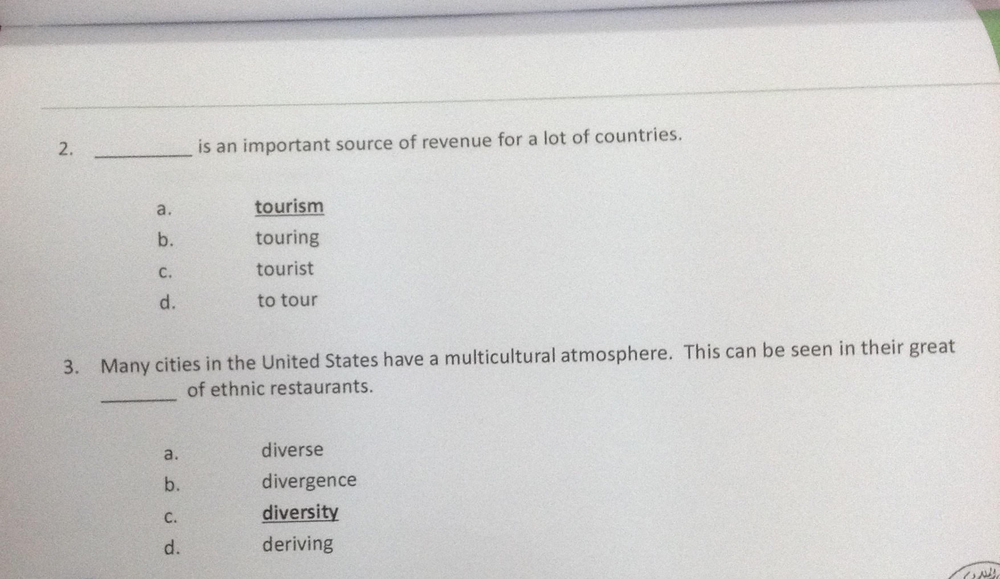 2. __________ is an important source of revenue for a lot of countries.
a. tourism
b. touring
c. tourist
d. to tour
3. Many cities in the United States have a multicultural atmosphere. This can be seen in their great
________ of ethnic restaurants.
a. diverse
b. divergence
c. diversity
d. deriving